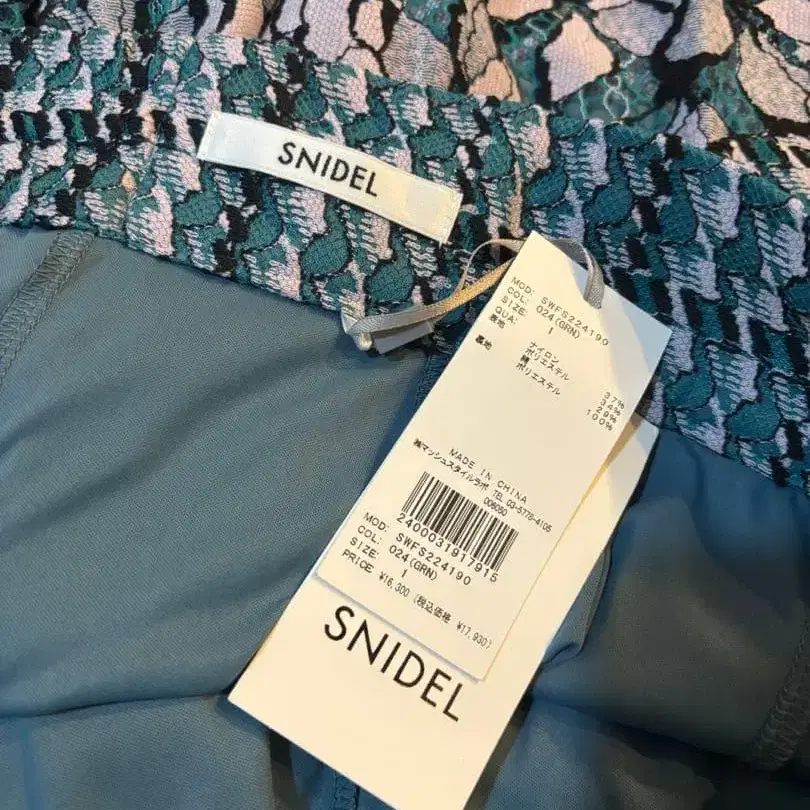 SNIDEL
MOD: SWFS224190
COL: 024(GRN)
SIZE: 1
QUA:
表地 ナイロン 37%
ポリエステル 34%
綿 29%
裏地 ポリエステル 100%
MADE IN CHINA
㈱マッシュスタイルラボ TEL 03-5778-4105
006050
2400031917915
MOD: SWFS224190
COL: 024(GRN)
SIZE: 1
PRICE: ¥16,300 (税込価格 ¥17,930)
SNIDEL